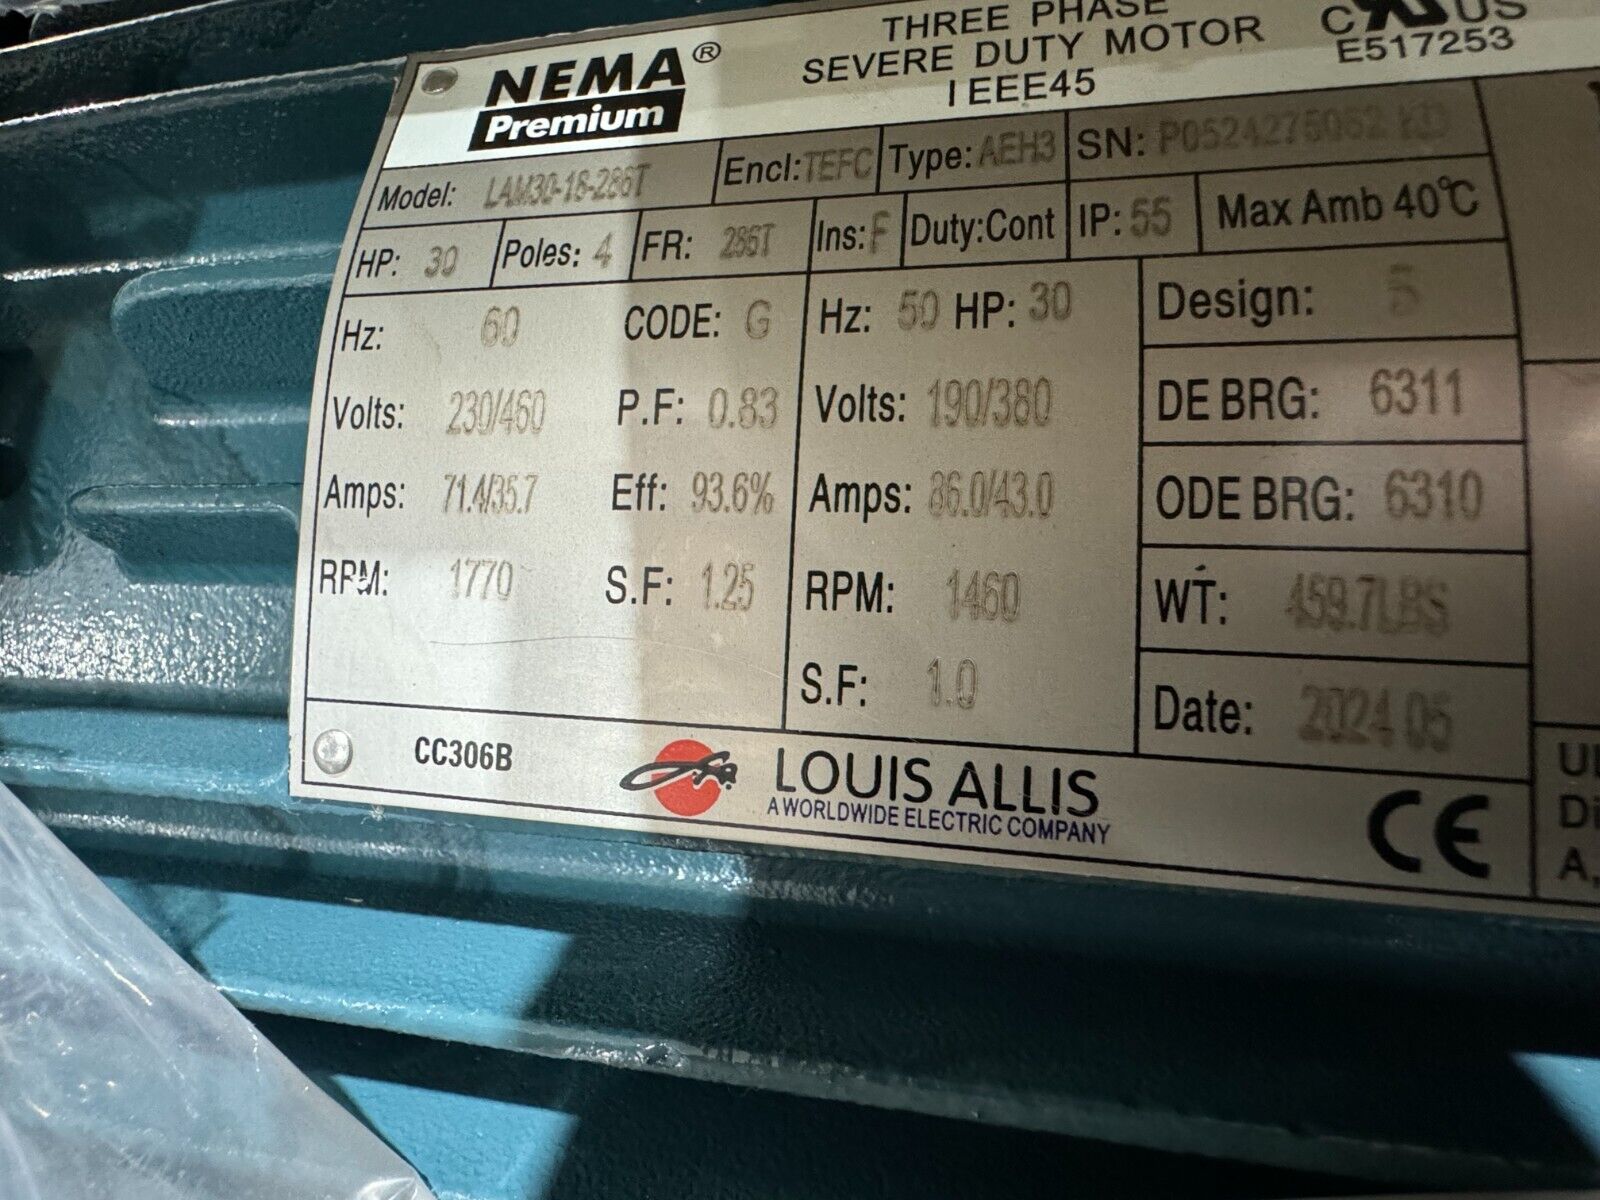 NEMA® Premium
THREE PHASE
SEVERE DUTY MOTOR
IEEE45
C US
E517253
Model: LAM30-18-286T Encl: TEFC Type: AEH3 SN:
HP: 30 Poles: 4 FR: 286T Ins: F Duty: Cont IP: 55 Max Amb 40°C
Hz: 60 CODE: G Hz: 50 HP: 30 Design:
Volts: 230/460 P.F: 0.83 Volts: 190/380 DE BRG: 6311
Amps: 71.4/35.7 Eff: 93.6% Amps: 86.0/43.0 ODE BRG: 6310
RPM: 1770 S.F: 1.25 RPM: 1460 WT: 459.7LBS
S.F: 1.0 Date: 2024 05
CC306B
LOUIS ALLIS
A WORLDWIDE ELECTRIC COMPANY
CE